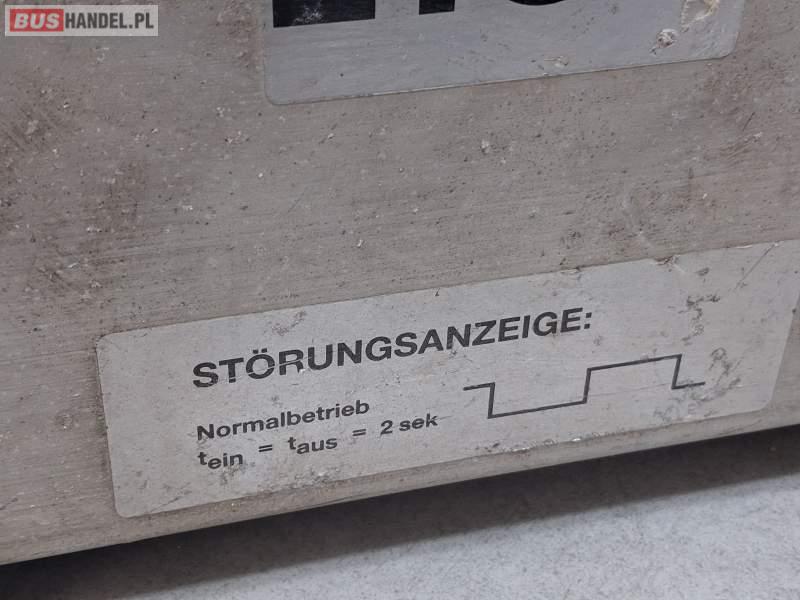 BUSHANDEL.PL
STÖRUNGSANZEIGE:
Normalbetrieb
tein = taus = 2 sek